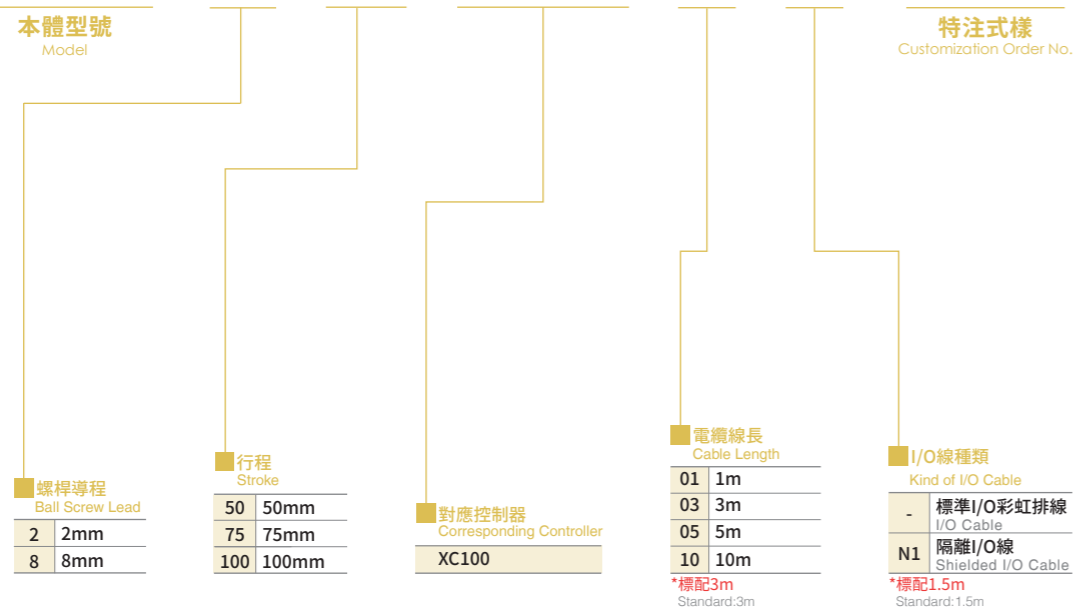 本體型號
Model
特注式樣
Customization Order No.
螺桿導程
Ball Screw Lead
2 2mm
8 8mm
行程
Stroke
50 50mm
75 75mm
100 100mm
對應控制器
Corresponding Controller
XC100
電纜線長
Cable Length
01 1m
03 3m
05 5m
10 10m
*標配3m
Standard:3m
I/O線種類
Kind of I/O Cable
- 標準I/O彩虹排線
I/O Cable
N1 隔離I/O線
Shielded I/O Cable
*標配1.5m
Standard:1.5m